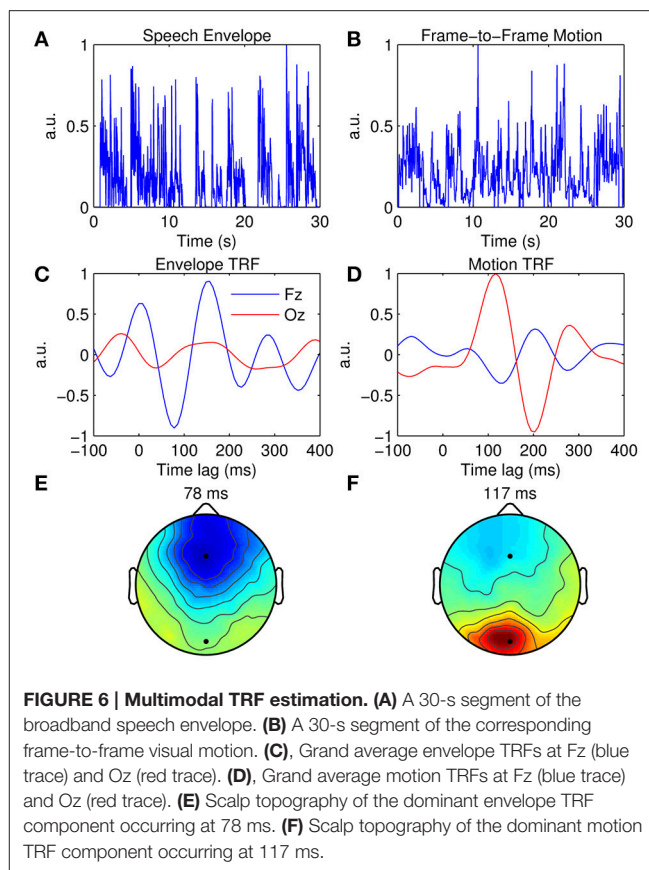 A
Speech Envelope
1
0.5
0
a.u.
0 10 20 30
Time (s)
B
Frame-to-Frame Motion
1
0.5
0
a.u.
0 10 20 30
Time (s)
C
Envelope TRF
1
0.5
0
-0.5
-1
a.u.
Fz
Oz
-100 0 100 200 300 400
Time lag (ms)
D
Motion TRF
1
0.5
0
-0.5
-1
a.u.
-100 0 100 200 300 400
Time lag (ms)
E
78 ms
F
117 ms
FIGURE 6 | Multimodal TRF estimation. (A) A 30-s segment of the
broadband speech envelope. (B) A 30-s segment of the corresponding
frame-to-frame visual motion. (C), Grand average envelope TRFs at Fz (blue
trace) and Oz (red trace). (D), Grand average motion TRFs at Fz (blue trace)
and Oz (red trace). (E) Scalp topography of the dominant envelope TRF
component occurring at 78 ms. (F) Scalp topography of the dominant motion
TRF component occurring at 117 ms.